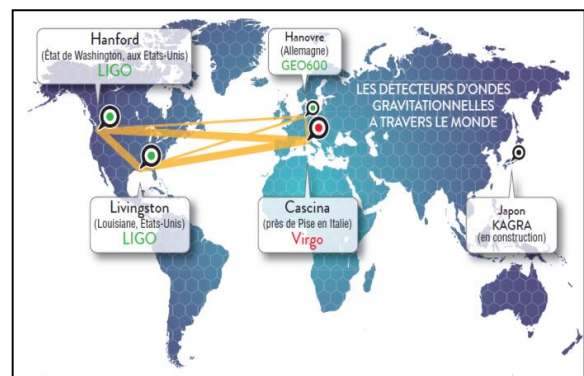 Hanford
(État de Washington, aux Etats-Unis)
LIGO
Hanovre
(Allemagne)
GEO600
LES DÉTECTEURS D'ONDES
GRAVITATIONNELLES
A TRAVERS LE MONDE
Livingston
(Louisiane, Etats-Unis)
LIGO
Cascina
(près de Pise en Italie)
Virgo
Japon
KAGRA
(en construction)